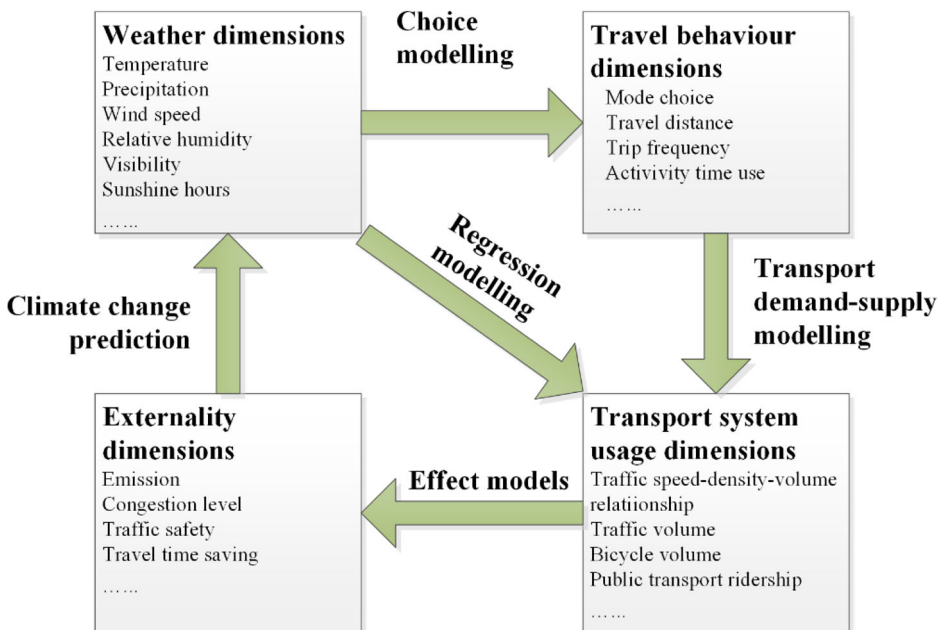 Weather dimensions
Temperature
Precipitation
Wind speed
Relative humidity
Visibility
Sunshine hours
……
Choice
modelling
Travel behaviour
dimensions
Mode choice
Travel distance
Trip frequency
Activivity time use
……
Regression
modelling
Transport
demand-supply
modelling
Climate change
prediction
Externality
dimensions
Emission
Congestion level
Traffic safety
Travel time saving
……
Effect models
Transport system
usage dimensions
Traffic speed-density-volume
relatiionship
Traffic volume
Bicycle volume
Public transport ridership
……